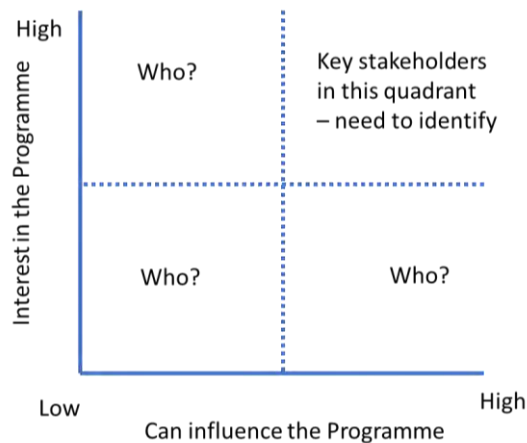 High
Who?
Key stakeholders
in this quadrant
– need to identify
Interest in the Programme
Who?
Who?
Low
High
Can influence the Programme